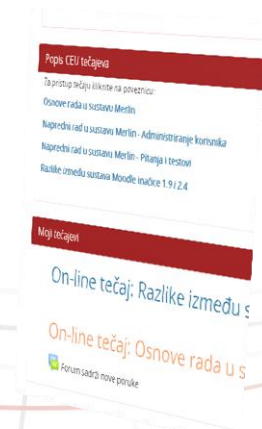 Popis CEU tečajeva
Za pristup tečaju kliknite na poveznicu:
Osnove rada u sustavu Merlin
Napredni rad u sustavu Merlin - Administriranje korisnika
Napredni rad u sustavu Merlin - Pitanja i testovi
Razlike između sustava Moodle inačice 1.9 i 2.4
Moji tečajevi
On-line tečaj: Razlike između s
On-line tečaj: Osnove rada u s
Forum sadrži nove poruke